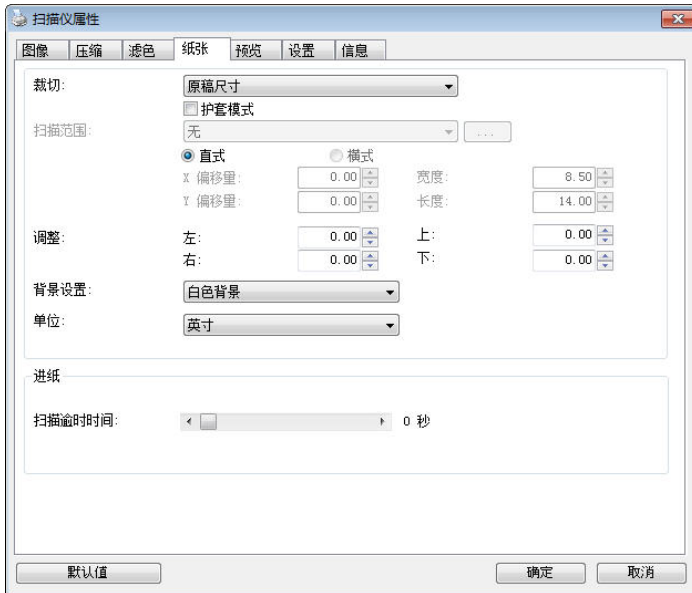 扫描仪属性
图像 压缩 滤色 纸张 预览 设置 信息
裁切: 原稿尺寸
护套模式
扫描范围: 无 ...
直式 横式
X 偏移量: 0.00 宽度: 8.50
Y 偏移量: 0.00 长度: 14.00
调整: 左: 0.00 上: 0.00
右: 0.00 下: 0.00
背景设置: 白色背景
单位: 英寸
进纸
扫描逾时时间: 0 秒
默认值 确定 取消